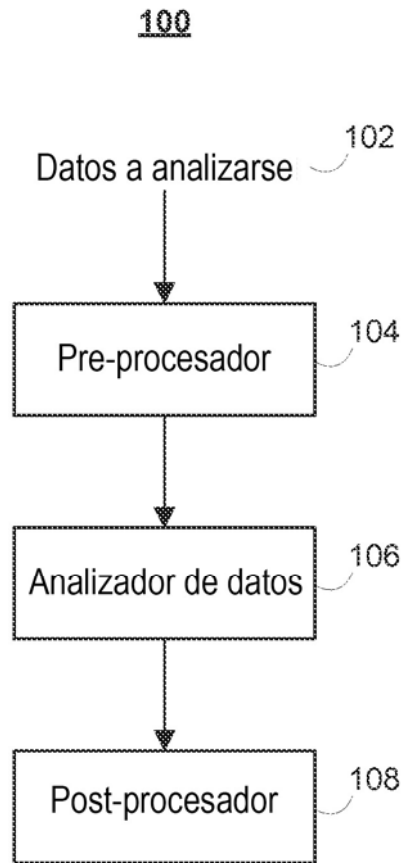 100
102
Datos a analizarse
104
Pre-procesador
106
Analizador de datos
108
Post-procesador